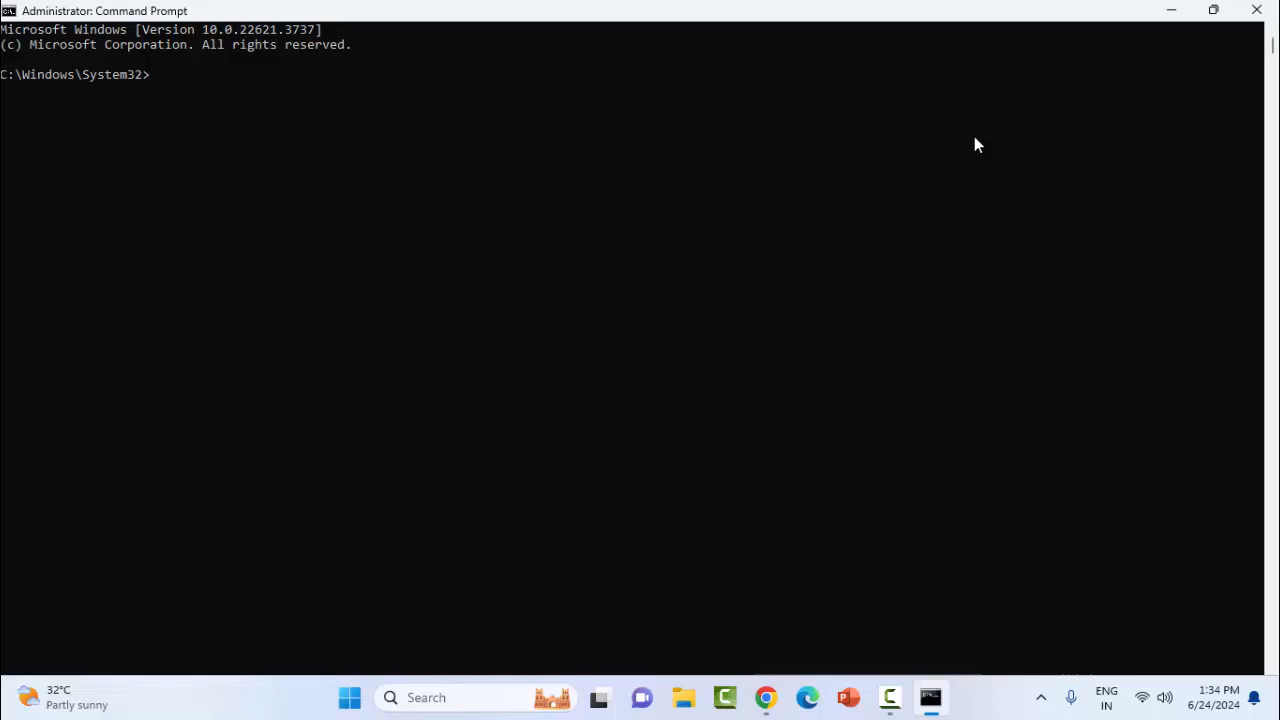 Administrator: Command Prompt
Microsoft Windows [Version 10.0.22621.3737]
(c) Microsoft Corporation. All rights reserved.
C:\Windows\System32>
32°C
Partly sunny
Search
ENG
IN
1:34 PM
6/24/2024